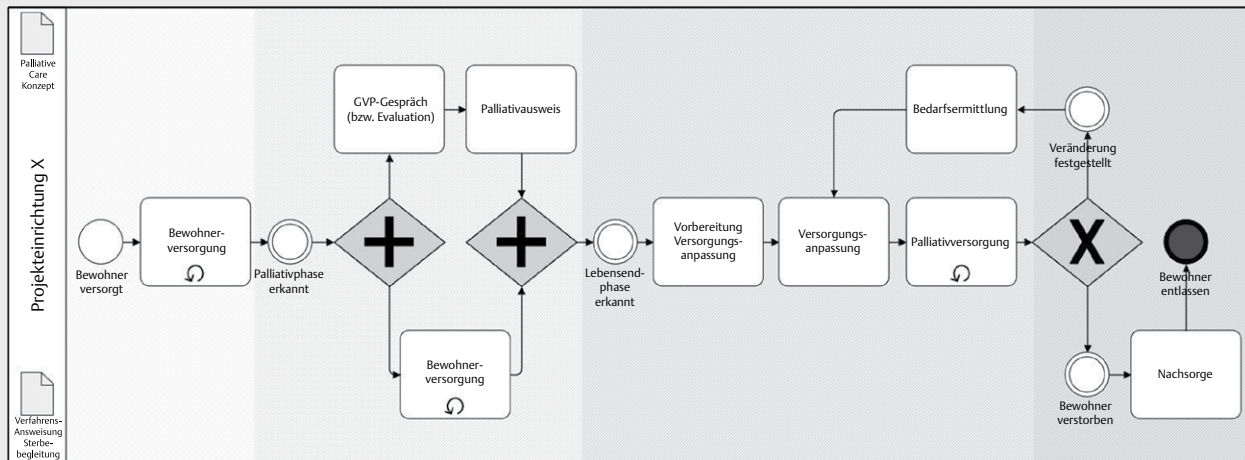 Palliative
Care
Konzept
Projekteinrichtung X
Verfahrens-
Anweisung
Sterbe-
begleitung
Bewohner
versorgt
Bewohner-
versorgung
Palliativphase
erkannt
GVP-Gespräch
(bzw. Evaluation)
Palliativausweis
Bewohner-
versorgung
Lebensend-
phase
erkannt
Vorbereitung
Versorgungs-
anpassung
Versorgungs-
anpassung
Palliativversorgung
Bedarfsermittlung
Veränderung
festgestellt
X
Bewohner
verstorben
Nachsorge
Bewohner
entlassen